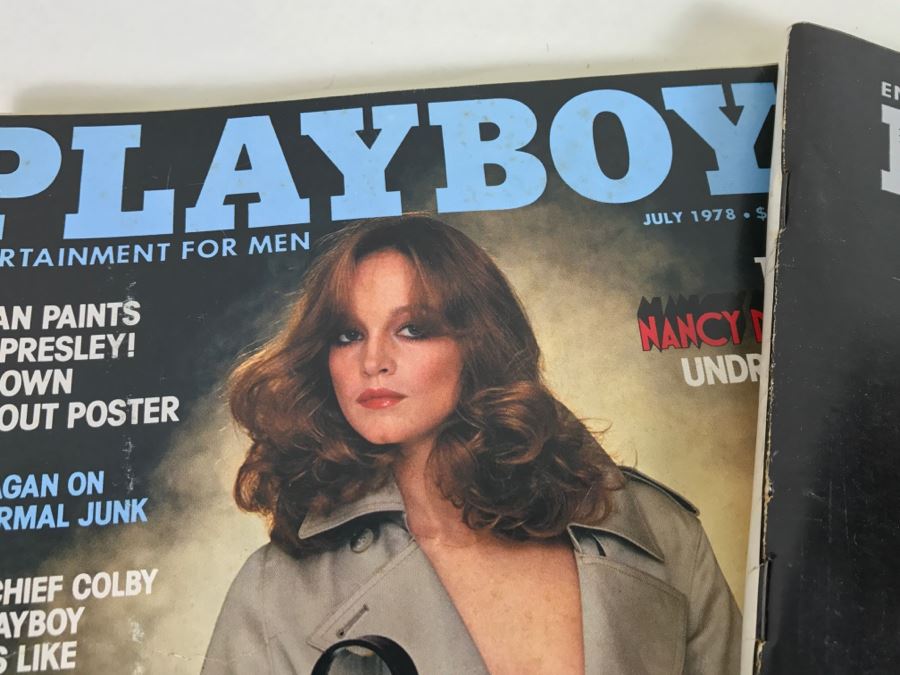 PLAYBOY
RTAINMENT FOR MEN
JULY 1978 • $
AN PAINTS
PRESLEY!
OWN
OUT POSTER
NANCY
UNDR
AGAN ON
RMAL JUNK
CHIEF COLBY
AYBOY
S LIKE
EN